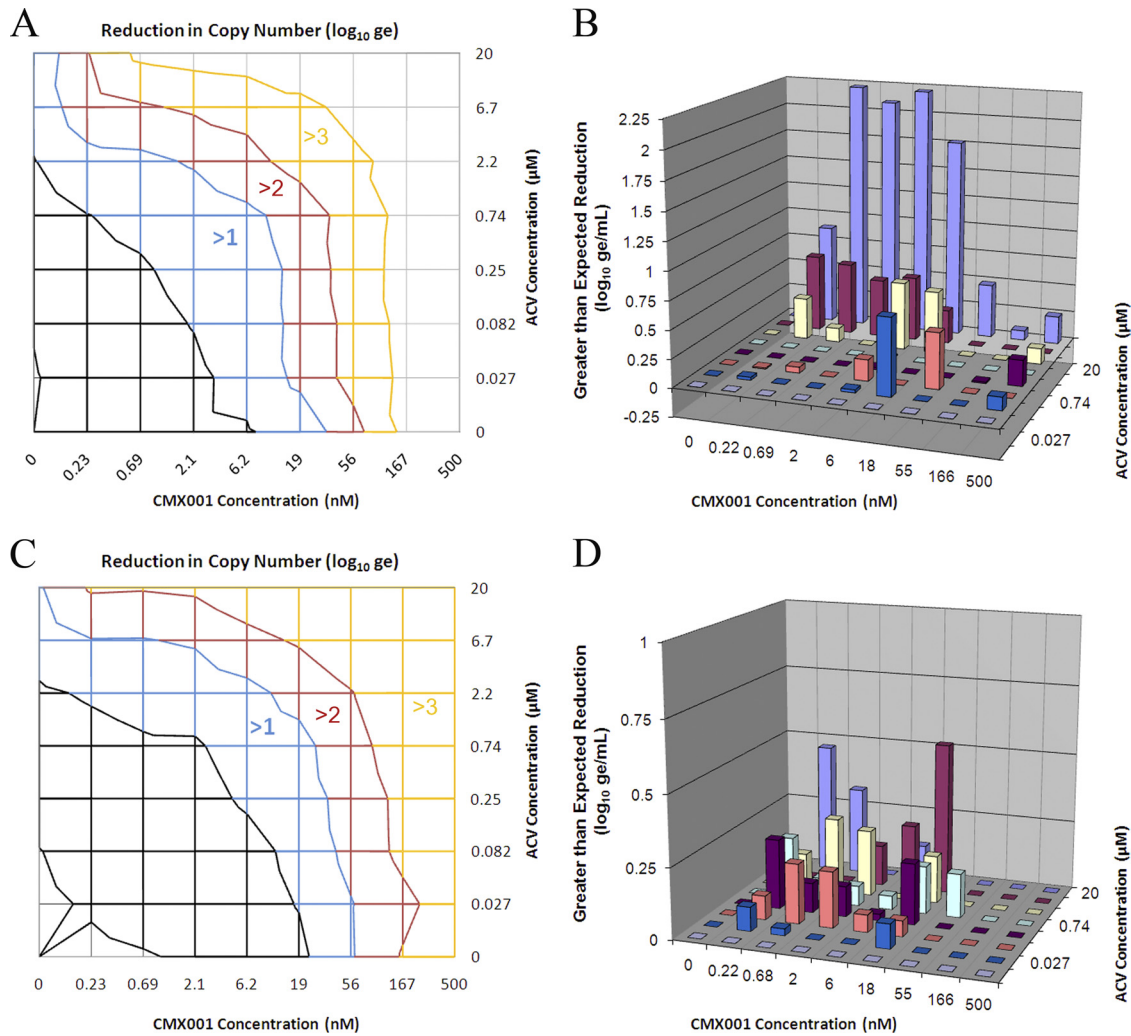 A
Reduction in Copy Number (log10 ge)
20
6.7
2.2
0.74
0.25
0.082
0.027
0
ACV Concentration (µM)
>3
>2
>1
0 0.23 0.69 2.1 6.2 19 56 167 500
CMX001 Concentration (nM)
B
Greater than Expected Reduction
(log10 ge/mL)
2.25
2
1.75
1.5
1.25
1
0.75
0.5
0.25
0
-0.25
0 0.22 0.69 2 6 18 55 166 500
CMX001 Concentration (nM)
20
0.74
0.027
ACV Concentration (µM)
C
Reduction in Copy Number (log10 ge)
20
6.7
2.2
0.74
0.25
0.082
0.027
0
ACV Concentration (µM)
>1
>2
>3
0 0.23 0.69 2.1 6.2 19 56 167 500
CMX001 Concentration (nM)
D
Greater than Expected Reduction
(log10 ge/mL)
1
0.75
0.5
0.25
0
0 0.22 0.68 2 6 18 55 166 500
CMX001 Concentration (nM)
20
0.74
0.027
ACV Concentration (µM)